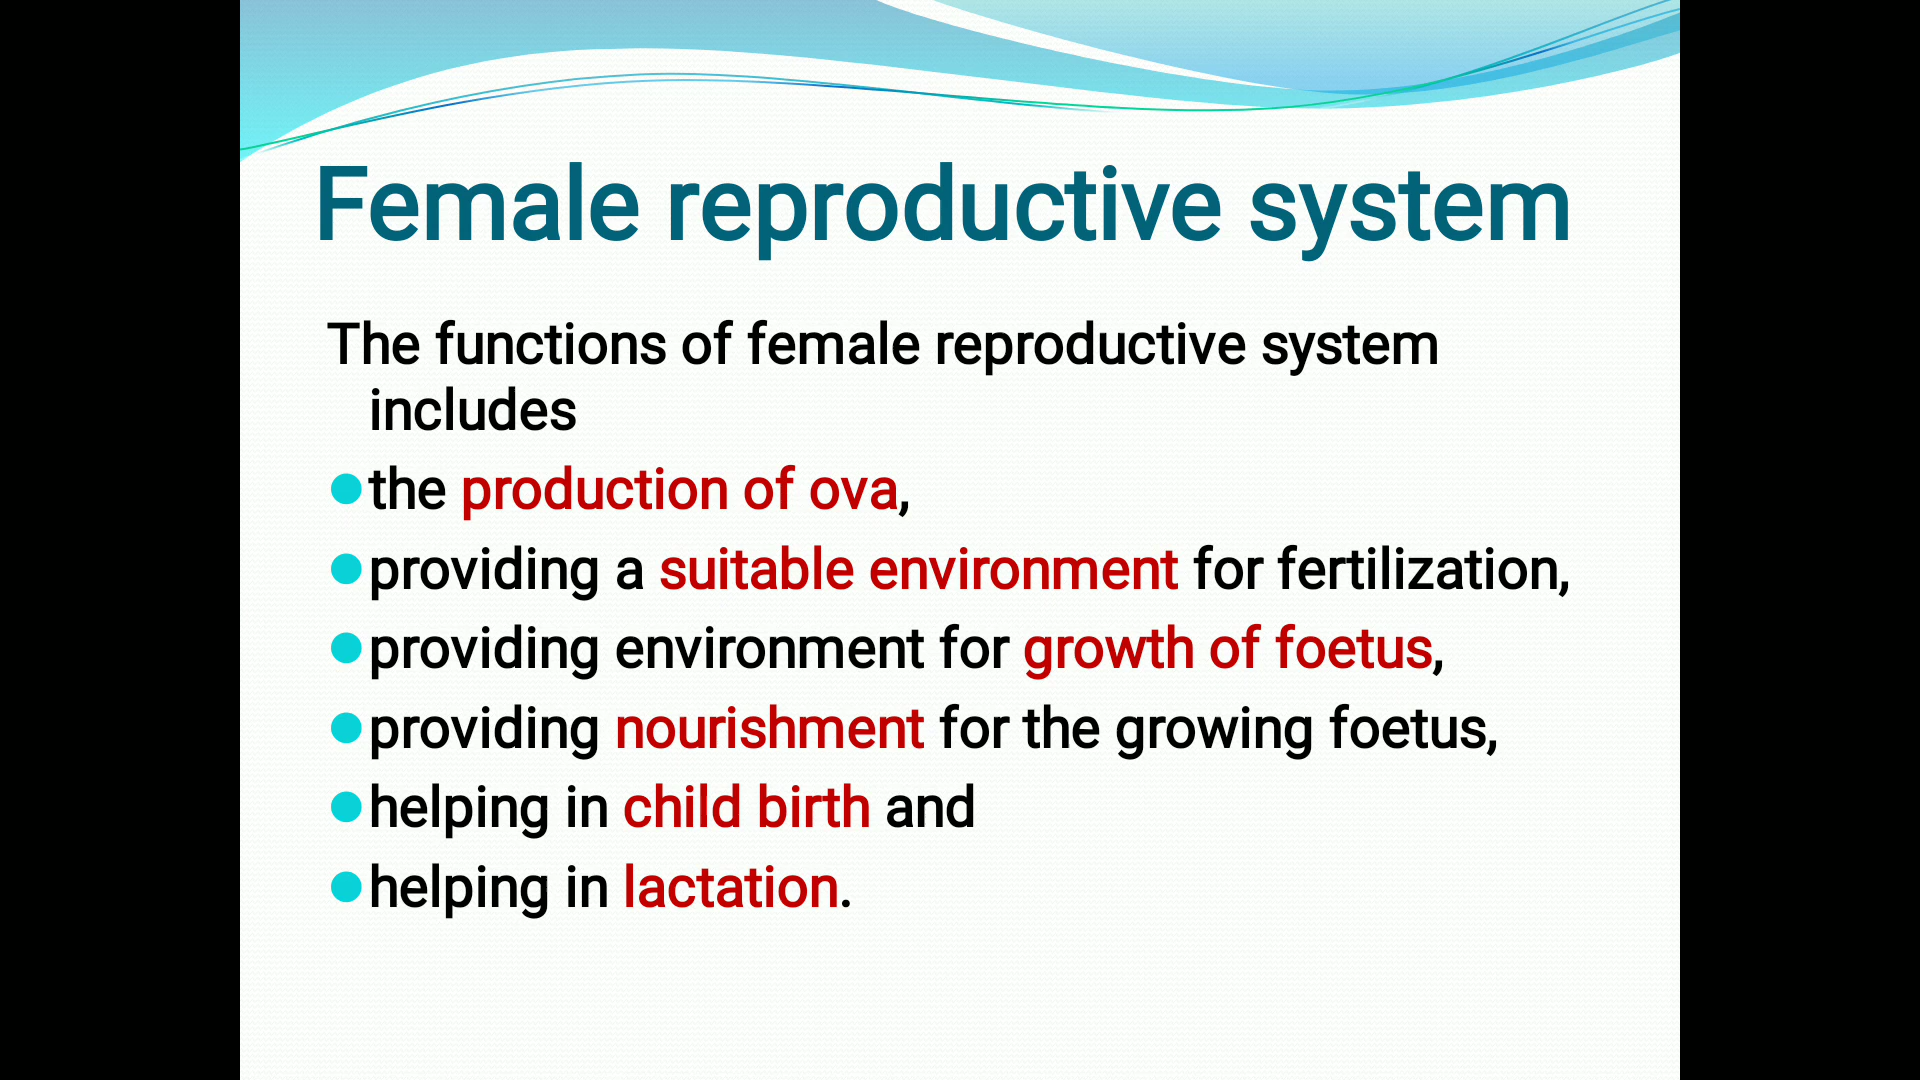 Female reproductive system
The functions of female reproductive system
includes
the production of ova,
providing a suitable environment for fertilization,
providing environment for growth of foetus,
providing nourishment for the growing foetus,
helping in child birth and
helping in lactation.